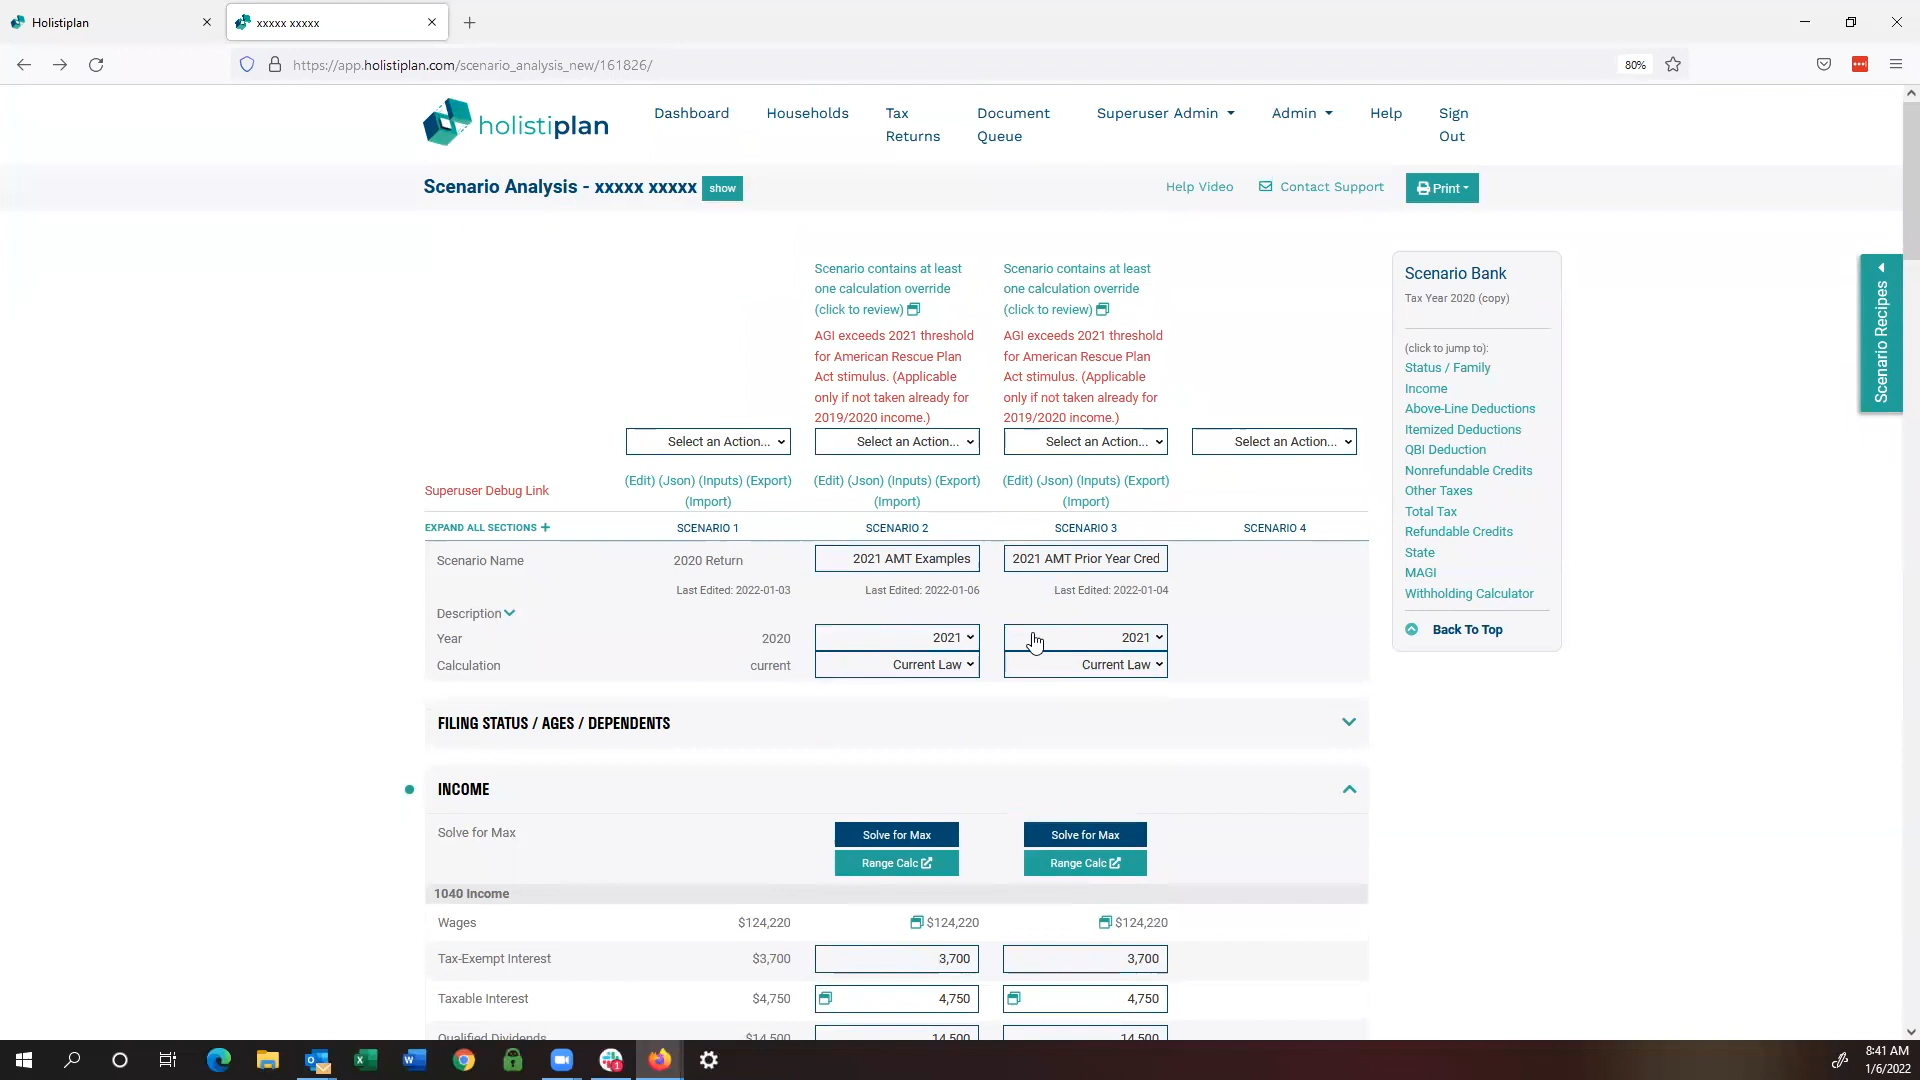 Holistiplan
xxxxx xxxxx
https://app.holistiplan.com/scenario_analysis_new/161826/
80%
holistiplan
Dashboard
Households
Tax
Returns
Document
Queue
Superuser Admin
Admin
Help
Sign
Out
Scenario Analysis - xxxxx xxxxx
show
Help Video
Contact Support
Print
Scenario contains at least
one calculation override
(click to review)
AGI exceeds 2021 threshold
for American Rescue Plan
Act stimulus. (Applicable
only if not taken already for
2019/2020 income.)
Scenario contains at least
one calculation override
(click to review)
AGI exceeds 2021 threshold
for American Rescue Plan
Act stimulus. (Applicable
only if not taken already for
2019/2020 income.)
Select an Action...
Select an Action...
Select an Action...
Select an Action...
Superuser Debug Link
(Edit) (Json) (Inputs) (Export)
(Import)
(Edit) (Json) (Inputs) (Export)
(Import)
(Edit) (Json) (Inputs) (Export)
(Import)
EXPAND ALL SECTIONS +
SCENARIO 1
SCENARIO 2
SCENARIO 3
SCENARIO 4
Scenario Name
2020 Return
2021 AMT Examples
2021 AMT Prior Year Cred
Last Edited: 2022-01-03
Last Edited: 2022-01-06
Last Edited: 2022-01-04
Description
Year
2020
2021
2021
Calculation
current
Current Law
Current Law
FILING STATUS / AGES / DEPENDENTS
INCOME
Solve for Max
Solve for Max
Solve for Max
Range Calc
Range Calc
1040 Income
Wages
$124,220
$124,220
$124,220
Tax-Exempt Interest
$3,700
3,700
3,700
Taxable Interest
$4,750
4,750
4,750
Qualified Dividends
$14,500
14,500
14,500
Scenario Bank
Tax Year 2020 (copy)
(click to jump to):
Status / Family
Income
Above-Line Deductions
Itemized Deductions
QBI Deduction
Nonrefundable Credits
Other Taxes
Total Tax
Refundable Credits
State
MAGI
Withholding Calculator
Back To Top
Scenario Recipes
8:41 AM
1/6/2022